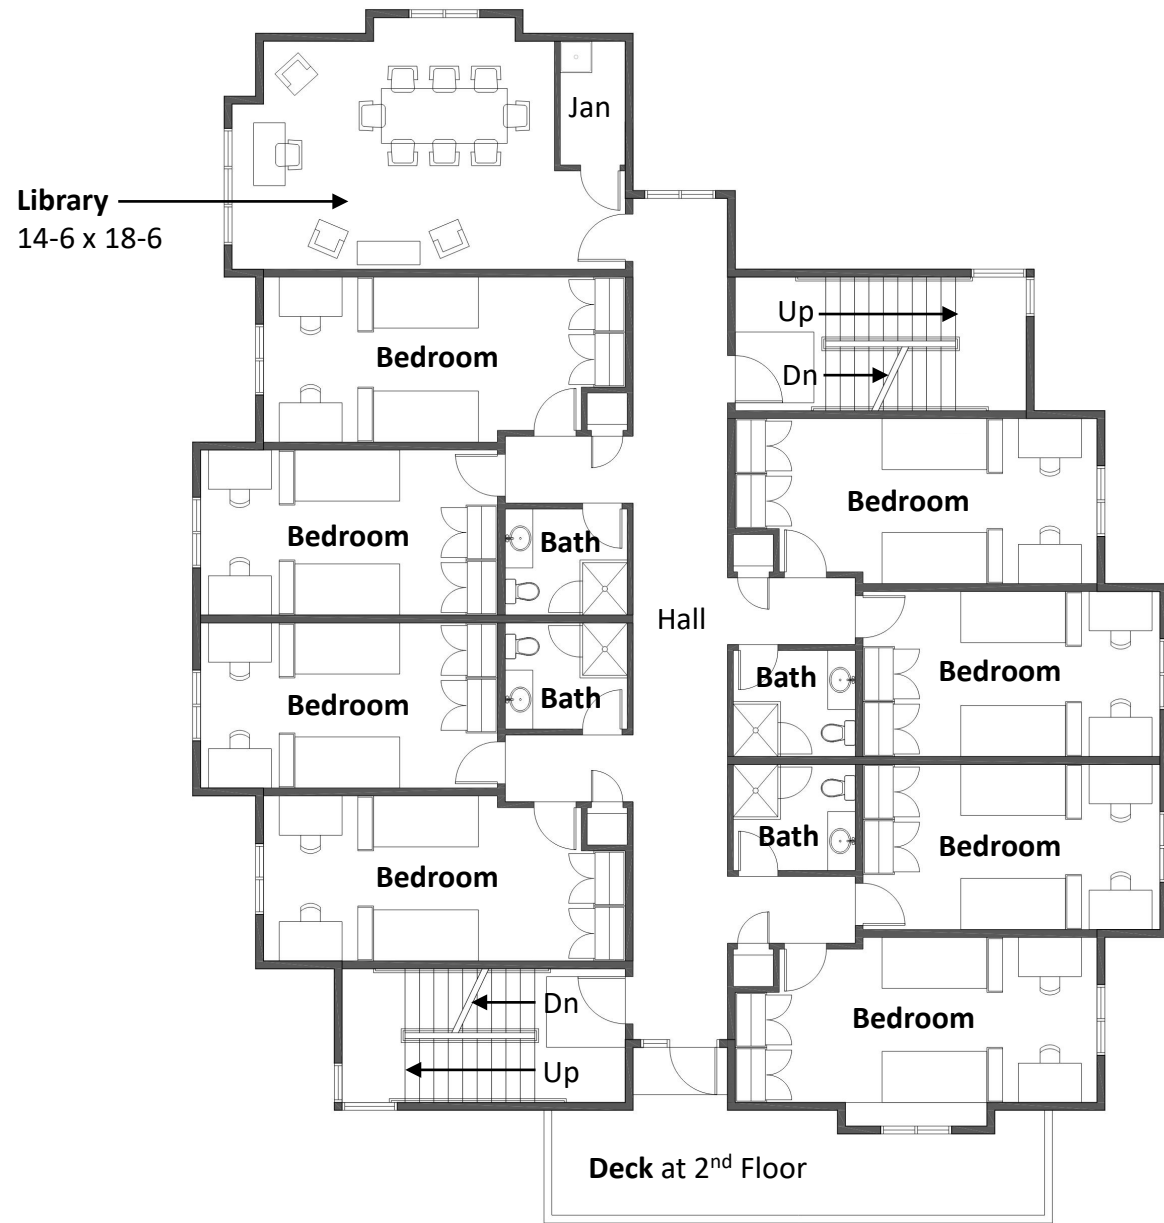 Jan
Library
14-6 x 18-6
Up
Bedroom
Dn
Bedroom
Bedroom
Bath
Hall
Bedroom
Bath
Bedroom
Bath
Bath
Bedroom
Bedroom
Dn
Bedroom
Up
Deck at 2nd Floor